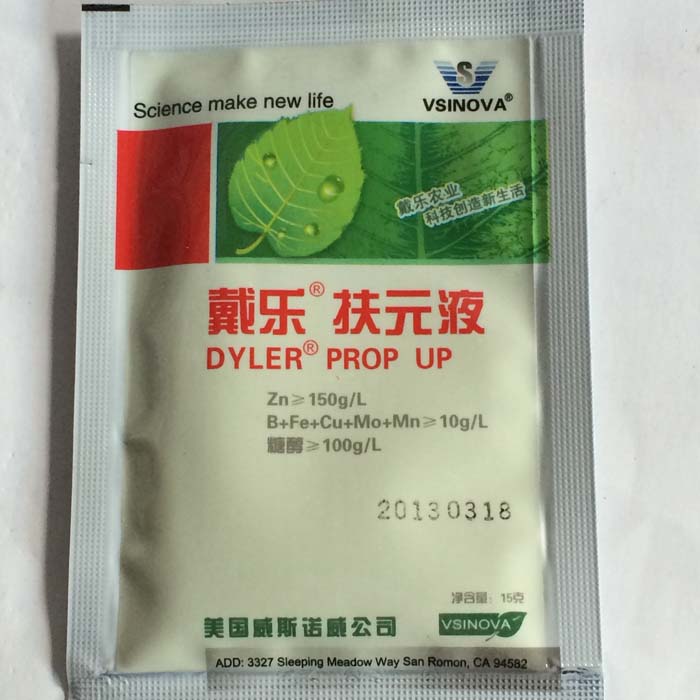 Science make new life
S
VSINOVA®
戴乐农业
科技创造新生活
戴乐® 扶元液
DYLER® PROP UP
Zn≥150g/L
B+Fe+Cu+Mo+Mn≥10g/L
糖醇≥100g/L
20130318
净含量: 15克
美国威斯诺威公司
VSINOVA
ADD: 3327 Sleeping Meadow Way San Romon, CA 94582